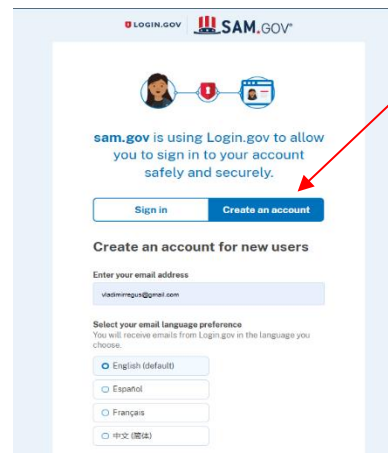 LOGIN.GOV SAM.GOV®
sam.gov is using Login.gov to allow
you to sign in to your account
safely and securely.
Sign in Create an account
Create an account for new users
Enter your email address
vladimirregus@gmail.com
Select your email language preference
You will receive emails from Login.gov in the language you
choose.
English (default)
Español
Français
中文 (简体)